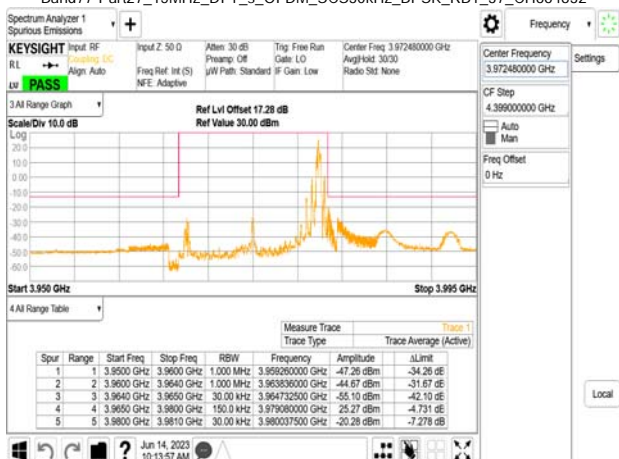 Spectrum Analyzer 1
Spurious Emissions
Frequency
KEYSIGHT
Input: RF
Coupling: DC
Align: Auto
Input Z: 50 Ω
Freq Ref: Int (S)
NFE: Adaptive
Atten: 30 dB
Preamp: Off
µW Path: Standard
Trig: Free Run
Gate: LO
IF Gain: Low
Center Freq: 3.972480000 GHz
Avg|Hold: 30/30
Radio Std: None
RL
LU
PASS
Center Frequency
3.972480000 GHz
Settings
CF Step
4.399000000 GHz
Auto
Man
Freq Offset
0 Hz
Local
3 All Range Graph
Scale/Div 10.0 dB
Ref Lvl Offset 17.28 dB
Ref Value 30.00 dBm
Log
20.0
10.0
0.00
-10.0
-20.0
-30.0
-40.0
-50.0
-60.0
Start 3.950 GHz
Stop 3.995 GHz
4 All Range Table
Measure Trace Trace 1
Trace Type Trace Average (Active)
Spur Range Start Freq Stop Freq RBW Frequency Amplitude ΔLimit
1 1 3.9500 GHz 3.9600 GHz 1.000 MHz 3.959260000 GHz -47.26 dBm -34.26 dB
2 2 3.9600 GHz 3.9640 GHz 1.000 MHz 3.963836000 GHz -44.67 dBm -31.67 dB
3 3 3.9640 GHz 3.9650 GHz 30.00 kHz 3.964732500 GHz -55.10 dBm -42.10 dB
4 4 3.9650 GHz 3.9800 GHz 150.0 kHz 3.979080000 GHz 25.27 dBm -4.731 dB
5 5 3.9800 GHz 3.9810 GHz 30.00 kHz 3.980037500 GHz -20.28 dBm -7.278 dB
Jun 14, 2023
10:13:57 AM